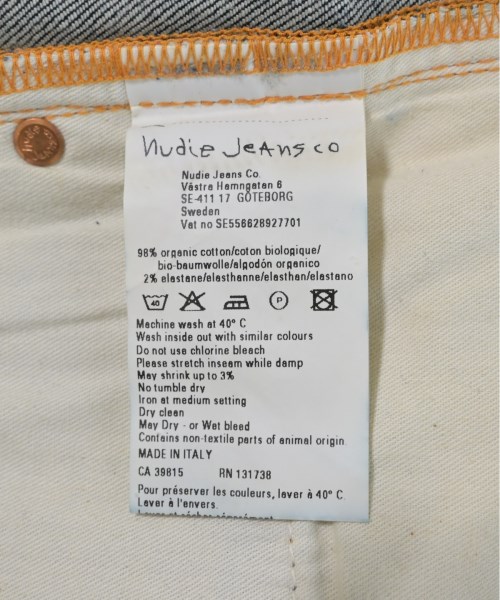 Nudie Jeans co
Nudie Jeans Co.
Västra Hamngatan 6
SE-411 17 GÖTEBORG
Sweden
Vat no SE556628927701
98% organic cotton/coton biologique/
bio-baumwolle/algodón organico
2% elastane/elasthanne/elasthan/elastano
40 P
Machine wash at 40° C
Wash inside out with similar colours
Do not use chlorine bleach
Please stretch inseam while damp
May shrink up to 3%
No tumble dry
Iron at medium setting
Dry clean
May Dry - or Wet bleed
Contains non-textile parts of animal origin
MADE IN ITALY
CA 39815 RN 131738
Pour préserver les couleurs, laver à 40° C
Laver à l'envers.